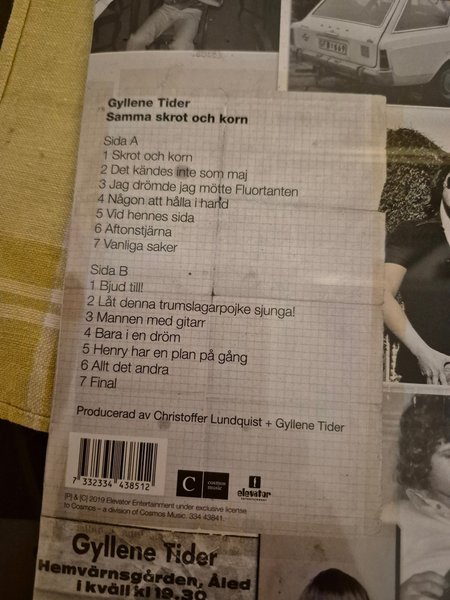 Gyllene Tider
Samma skrot och korn
Sida A
1 Skrot och korn
2 Det kändes inte som maj
3 Jag drömde jag mötte Fluortanten
4 Någon att hålla i hand
5 Vid hennes sida
6 Aftonstjärna
7 Vanliga saker
Sida B
1 Bjud till!
2 Låt denna trumslagarpojke sjunga!
3 Mannen med gitarr
4 Bara i en dröm
5 Henry har en plan på gång
6 Allt det andra
7 Final
Producerad av Christoffer Lundquist + Gyllene Tider
7 332334 438512
C cosmos music
elevator
entertainment
[P] & [C] 2019 Elevator Entertainment under exclusive license
to Cosmos – a division of Cosmos Music. 334 43841.
Gyllene Tider
Hemvärnsgården, Åled
i kväll kl 19.30